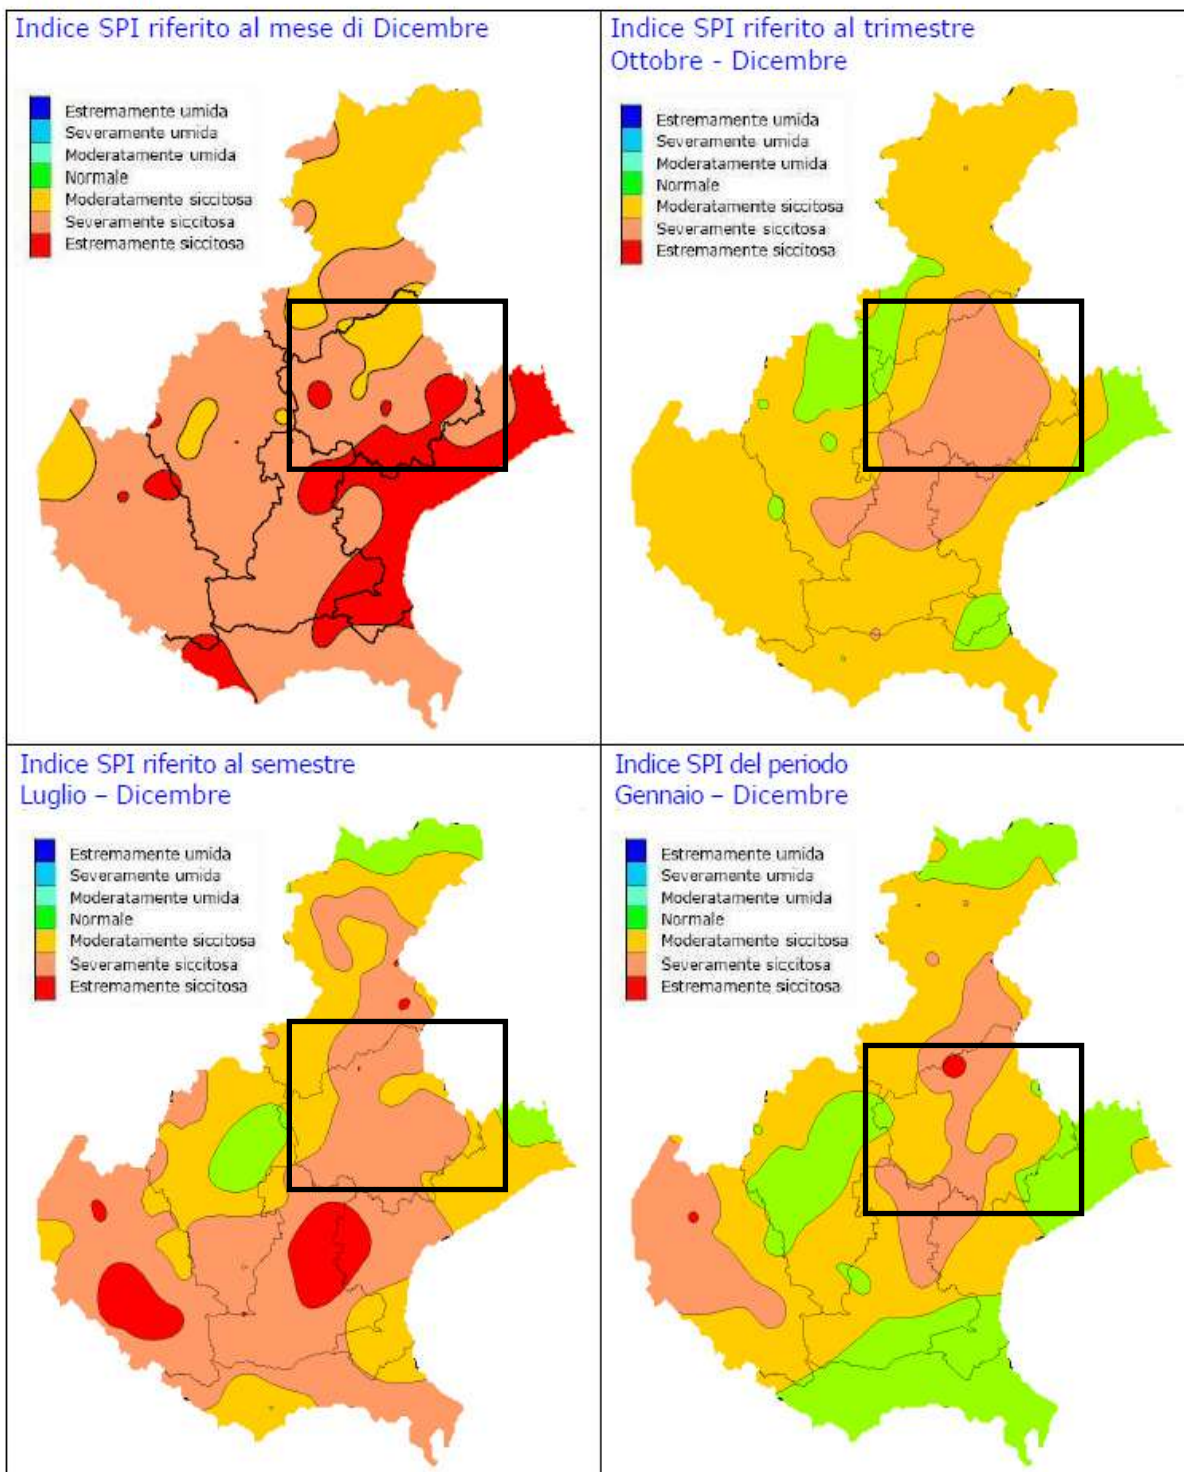 Indice SPI riferito al mese di Dicembre
Estremamente umida
Severamente umida
Moderatamente umida
Normale
Moderatamente siccitosa
Severamente siccitosa
Estremamente siccitosa
Indice SPI riferito al trimestre
Ottobre - Dicembre
Estremamente umida
Severamente umida
Moderatamente umida
Normale
Moderatamente siccitosa
Severamente siccitosa
Estremamente siccitosa
Indice SPI riferito al semestre
Luglio – Dicembre
Estremamente umida
Severamente umida
Moderatamente umida
Normale
Moderatamente siccitosa
Severamente siccitosa
Estremamente siccitosa
Indice SPI del periodo
Gennaio – Dicembre
Estremamente umida
Severamente umida
Moderatamente umida
Normale
Moderatamente siccitosa
Severamente siccitosa
Estremamente siccitosa